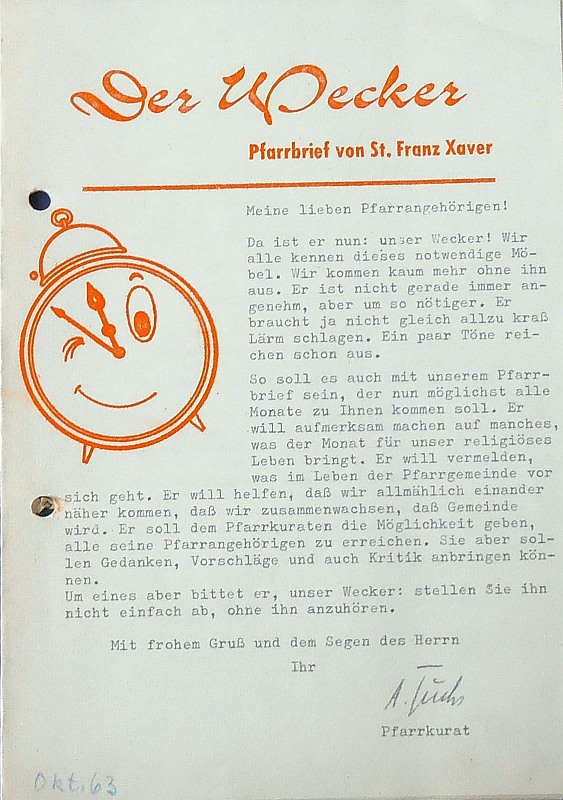 Der Wecker
Pfarrbrief von St. Franz Xaver
Meine lieben Pfarrangehörigen!
Da ist er nun: unser Wecker! Wir
alle kennen dieses notwendige Mö-
bel. Wir kommen kaum mehr ohne ihn
aus. Er ist nicht gerade immer an-
genehm, aber um so nötiger. Er
braucht ja nicht gleich allzu kraß
Lärm schlagen. Ein paar Töne rei-
chen schon aus.
So soll es auch mit unserem Pfarr-
brief sein, der nun möglichst alle
Monate zu Ihnen kommen soll. Er
will aufmerksam machen auf manches,
was der Monat für unser religiöses
Leben bringt. Er will vermelden,
was im Leben der Pfarrgemeinde vor
sich geht. Er will helfen, daß wir allmählich einander
näher kommen, daß wir zusammenwachsen, daß Gemeinde
wird. Er soll dem Pfarrkuraten die Möglichkeit geben,
alle seine Pfarrangehörigen zu erreichen. Sie aber sol-
len Gedanken, Vorschläge und auch Kritik anbringen kön-
nen.
Um eines aber bittet er, unser Wecker: stellen Sie ihn
nicht einfach ab, ohne ihn anzuhören.
Mit frohem Gruß und dem Segen des Herrn
Ihr
A. Fuchs
Pfarrkurat
Okt. 63